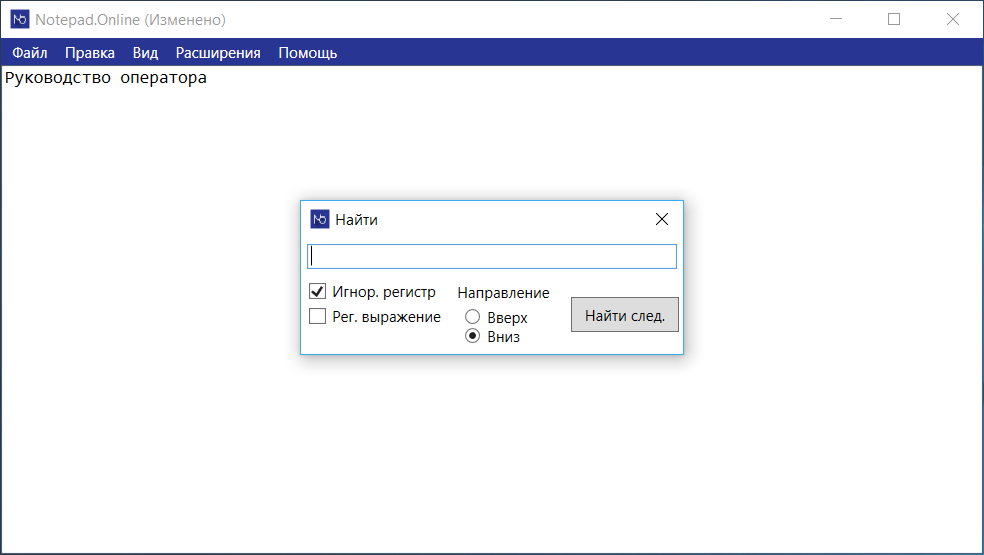 Notepad.Online (Изменено)
Файл Правка Вид Расширения Помощь
Руководство оператора
Найти
Игнор. регистр
Рег. выражение
Направление
Вверх
Вниз
Найти след.